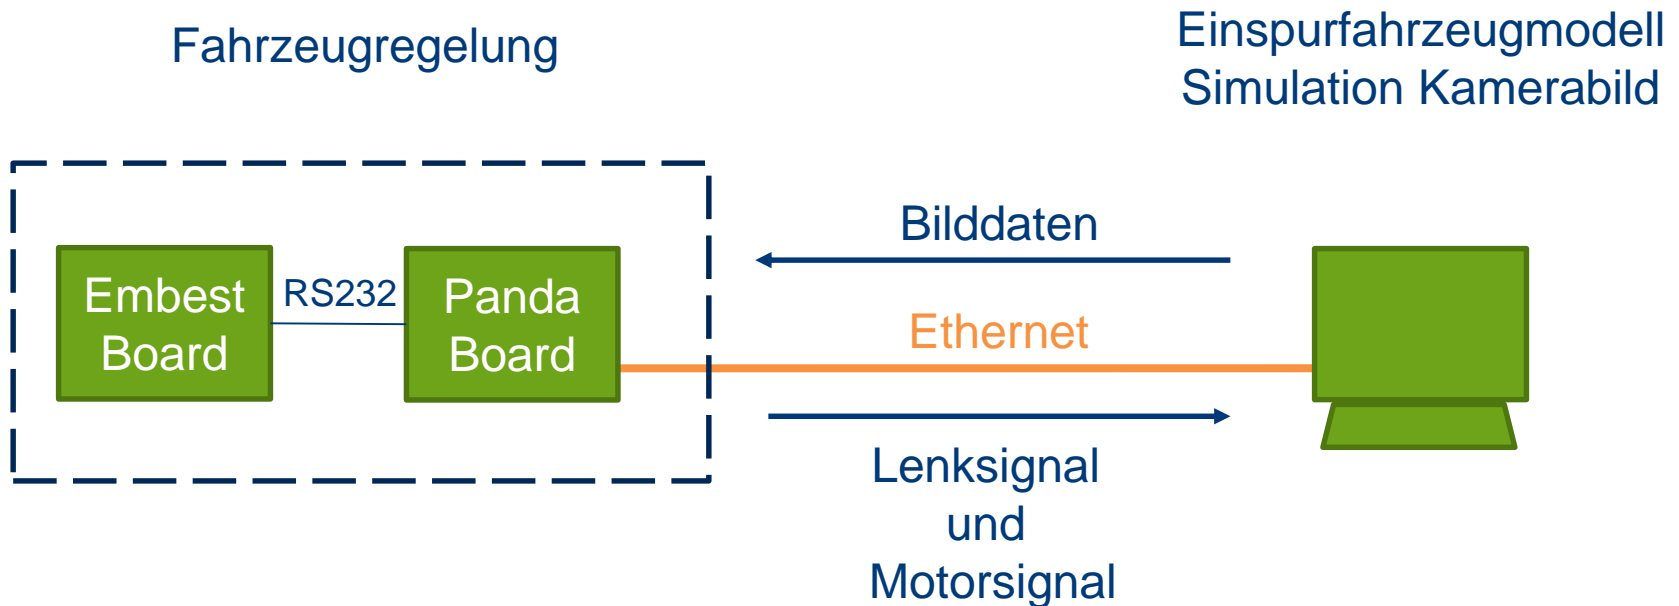 Fahrzeugregelung
Einspurfahrzeugmodell
Simulation Kamerabild
Embest
Board
RS232
Panda
Board
Bilddaten
Ethernet
Lenksignal
und
Motorsignal